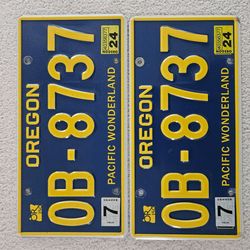 OREGON
24
0B-8737
7
PACIFIC WONDERLAND
OREGON
24
0B-8737
7
PACIFIC WONDERLAND